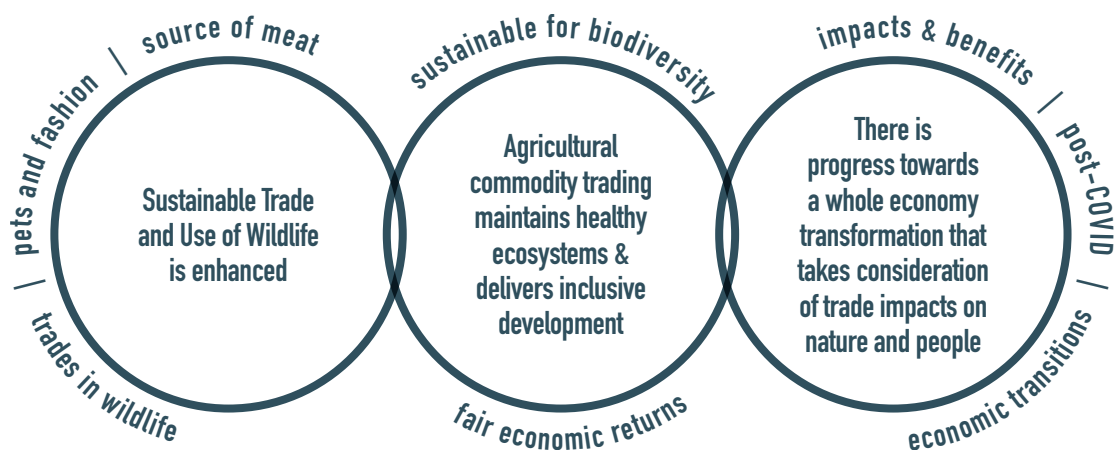 trades in wildlife | pets and fashion | source of meat
Sustainable Trade
and Use of Wildlife
is enhanced
sustainable for biodiversity
Agricultural
commodity trading
maintains healthy
ecosystems &
delivers inclusive
development
fair economic returns
impacts & benefits | post-COVID | economic transitions
There is
progress towards
a whole economy
transformation that
takes consideration
of trade impacts on
nature and people